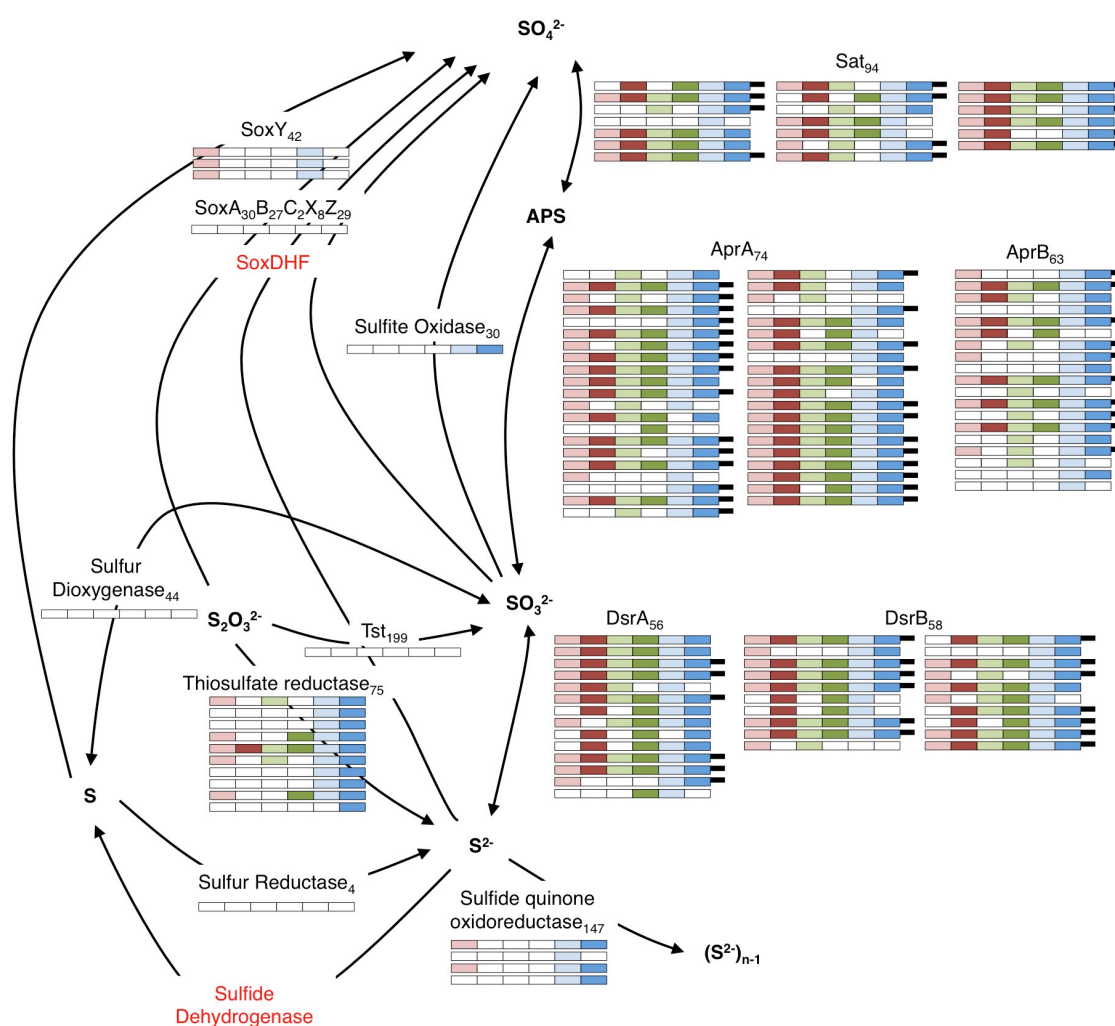 SO₄²⁻
Sat₉₄
SoxY₄₂
SoxA₃₀B₂₇C₂X₈Z₂₉
SoxDHF
APS
AprA₇₄
AprB₆₃
Sulfite Oxidase₃₀
Sulfur
Dioxygenase₄₄
S₂O₃²⁻
SO₃²⁻
Tst₁₉₉
DsrA₅₆
DsrB₅₈
Thiosulfate reductase₇₅
S
S²⁻
Sulfur Reductase₄
Sulfide quinone
oxidoreductase₁₄₇
(S²⁻)ₙ₋₁
Sulfide
Dehydrogenase